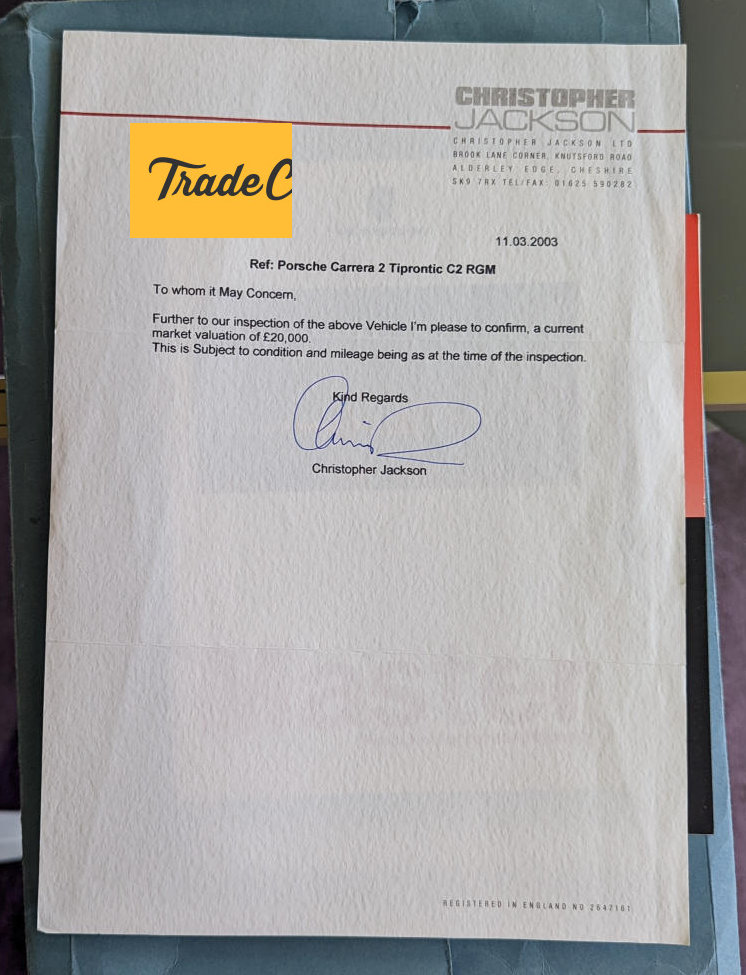 CHRISTOPHER
JACKSON
CHRISTOPHER JACKSON LTD
BROOK LANE CORNER, KNUTSFORD ROAD
ALDERLEY EDGE, CHESHIRE
SK9 7RX TEL/FAX: 01625 590282
TradeC
11.03.2003
Ref: Porsche Carrera 2 Tiprontic C2 RGM
To whom it May Concern,
Further to our inspection of the above Vehicle I'm please to confirm, a current
market valuation of £20,000.
This is Subject to condition and mileage being as at the time of the inspection.
Kind Regards
Christopher Jackson
REGISTERED IN ENGLAND NO 2647161